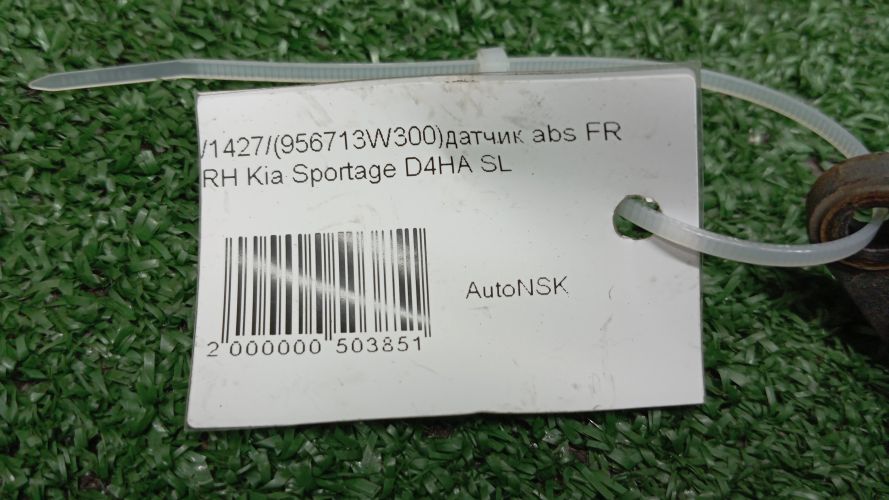 /1427/(956713W300)датчик abs FR
RH Kia Sportage D4HA SL
AutoNSK
2 000000 503851